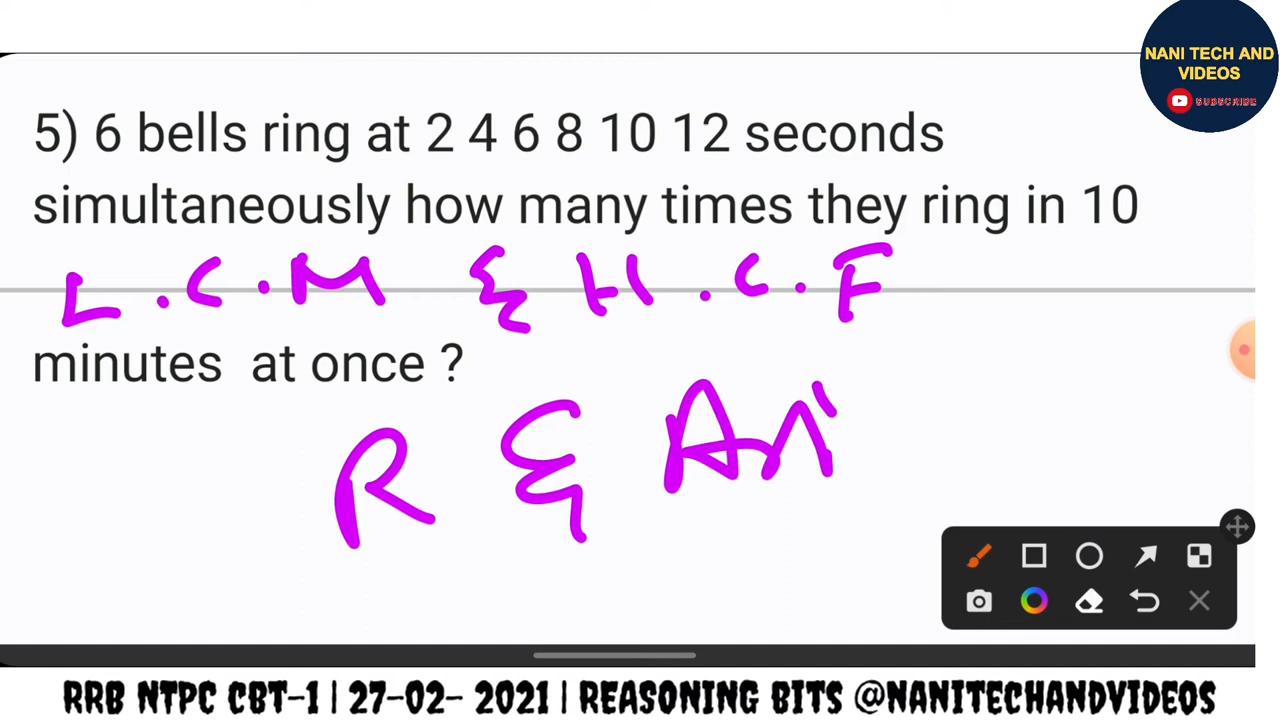 NANI TECH AND
VIDEOS
SUBSCRIBE
5) 6 bells ring at 2 4 6 8 10 12 seconds
simultaneously how many times they ring in 10
L.C.M & H.C.F
minutes at once ?
R &
RRB NTPC CBT-1 | 27-02- 2021 | REASONING BITS @NANITECHANDVIDEOS